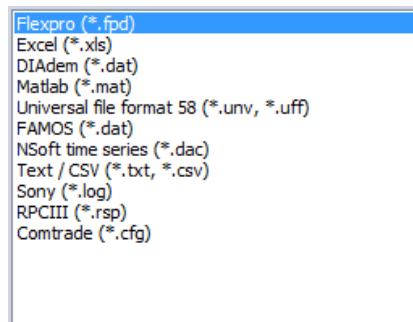 Flexpro (*.fpd)
Excel (*.xls)
DIAdem (*.dat)
Matlab (*.mat)
Universal file format 58 (*.unv, *.uff)
FAMOS (*.dat)
NSoft time series (*.dac)
Text / CSV (*.txt, *.csv)
Sony (*.log)
RPCIII (*.rsp)
Comtrade (*.cfg)